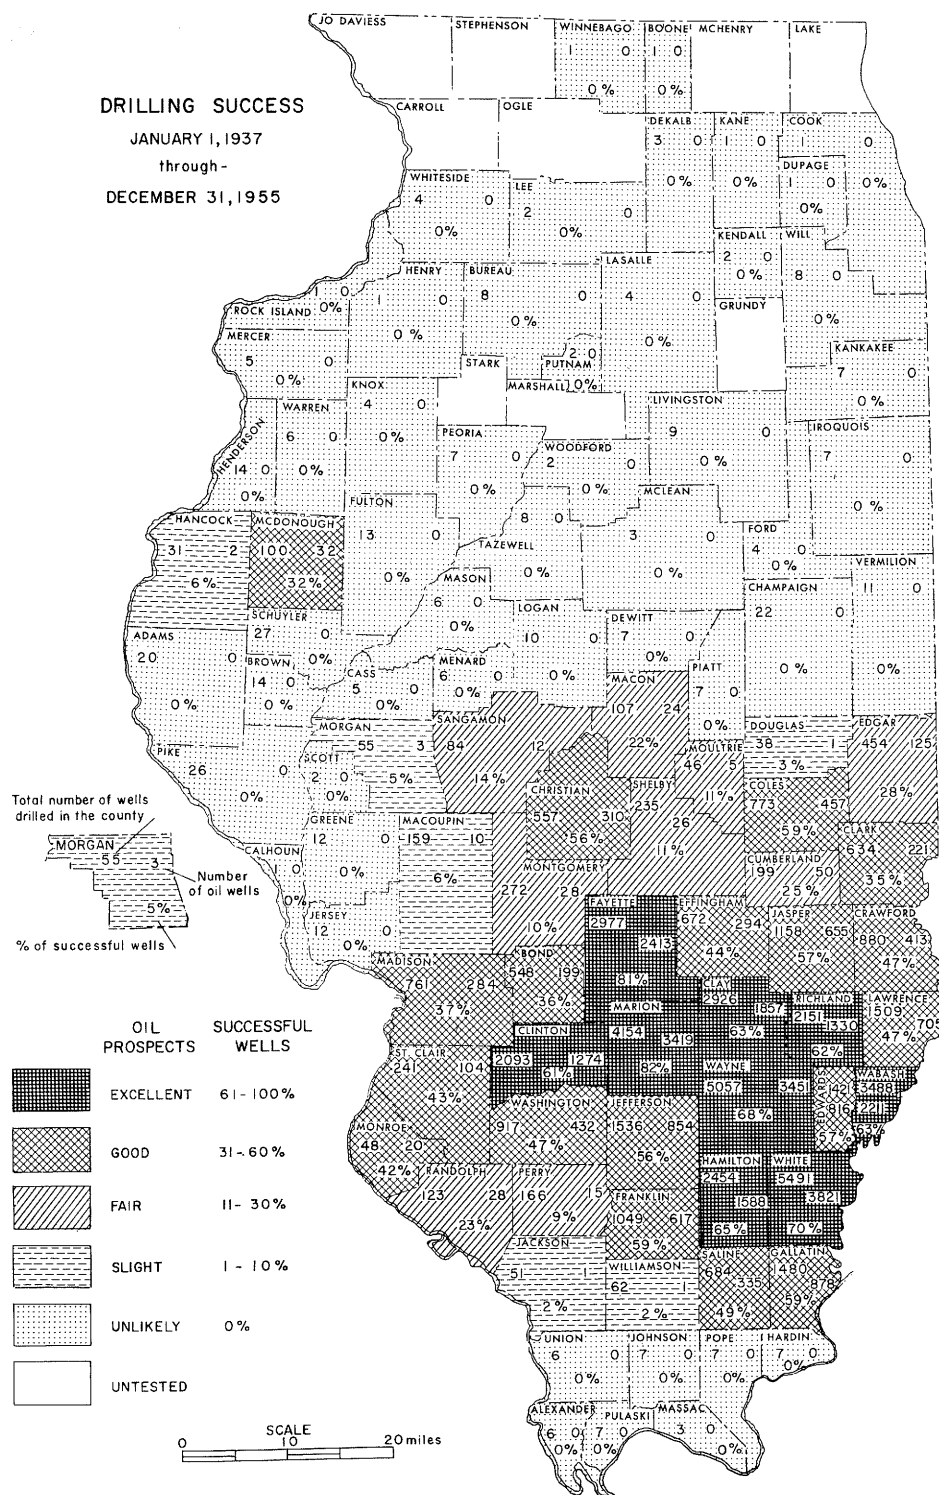 DRILLING SUCCESS
JANUARY 1, 1937
through-
DECEMBER 31, 1955
JO DAVIESS
STEPHENSON
WINNEBAGO
1 0
0%
BOONE
1 0
0%
MCHENRY
LAKE
CARROLL
OGLE
DEKALB
3 0
0%
KANE
1 0
0%
COOK
1 0
0%
DUPAGE
1 0
0%
WHITESIDE
4 0
0%
LEE
2 0
0%
KENDALL
2 0
0%
WILL
8 0
0%
ROCK ISLAND
1 0
0%
HENRY
1 0
0%
BUREAU
8 0
0%
LASALLE
4 0
0%
GRUNDY
MERCER
5 0
0%
STARK
PUTNAM
2 0
0%
MARSHALL
KANKAKEE
7 0
0%
HENDERSON
14 0
0%
WARREN
6 0
0%
KNOX
4 0
0%
PEORIA
7 0
0%
WOODFORD
2 0
0%
LIVINGSTON
9 0
0%
IROQUOIS
7 0
0%
HANCOCK
31 2
6%
MCDONOUGH
100 32
32%
FULTON
13 0
0%
TAZEWELL
8 0
0%
MCLEAN
3 0
0%
FORD
4 0
0%
VERMILION
11 0
0%
MASON
6 0
0%
LOGAN
10 0
0%
DEWITT
7 0
0%
CHAMPAIGN
22 0
0%
ADAMS
20 0
0%
SCHUYLER
27 0
0%
BROWN
14 0
0%
CASS
5 0
0%
MENARD
6 0
0%
MACON
107 24
22%
PIATT
7 0
0%
PIKE
26 0
0%
SCOTT
2 0
0%
MORGAN
55 3
5%
SANGAMON
84 12
14%
CHRISTIAN
557 310
56%
MOULTRIE
46 5
11%
DOUGLAS
38 1
3%
EDGAR
454 125
28%
SHELBY
235 26
11%
COLES
773 457
59%
CLARK
634 221
35%
CALHOUN
1 0
0%
GREENE
12 0
0%
MACOUPIN
159 10
6%
MONTGOMERY
272 28
10%
CUMBERLAND
199 50
25%
JERSEY
12 0
0%
FAYETTE
2977
2413
81%
EFFINGHAM
672 294
44%
JASPER
1158 655
57%
CRAWFORD
880 413
47%
MADISON
761 284
37%
BOND
548 199
36%
CLAY
2926
1857
63%
RICHLAND
2151
1330
62%
LAWRENCE
1509
705
47%
CLINTON
2093 1274
61%
MARION
4154 3419
82%
WAYNE
5057 3451
68%
EDWARDS
1421
816
57%
WABASH
3488
2211
63%
ST. CLAIR
241 104
43%
MONROE
48 20
42%
WASHINGTON
917 432
47%
JEFFERSON
1536 854
56%
RANDOLPH
123 28
23%
PERRY
166 15
9%
FRANKLIN
1049 617
59%
HAMILTON
2454
1588
65%
WHITE
5491
3821
70%
JACKSON
51 1
2%
WILLIAMSON
62 1
2%
SALINE
684 335
49%
GALLATIN
1480
878
59%
UNION
6 0
0%
JOHNSON
7 0
0%
POPE
7 0
0%
HARDIN
7 0
0%
ALEXANDER
6 0
0%
PULASKI
7 0
0%
MASSAC
3 0
0%
Total number of wells
drilled in the county
MORGAN
55 3
Number
of oil wells
5%
% of successful wells
OIL PROSPECTS SUCCESSFUL WELLS
EXCELLENT 61-100%
GOOD 31-60%
FAIR 11-30%
SLIGHT 1-10%
UNLIKELY 0%
UNTESTED
SCALE
0 10 20 miles